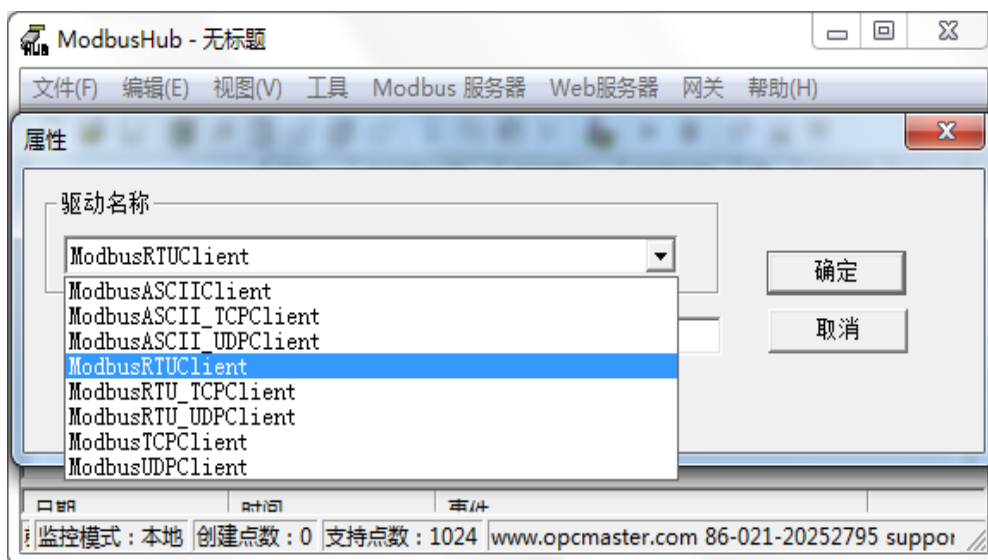 ModbusHub - 无标题
文件(F) 编辑(E) 视图(V) 工具 Modbus 服务器 Web服务器 网关 帮助(H)
属性
驱动名称
ModbusRTUClient
确定
ModbusASCIIClient
ModbusASCII_TCPClient
ModbusASCII_UDPClient
取消
ModbusRTUClient
ModbusRTU_TCPClient
ModbusRTU_UDPClient
ModbusTCPClient
ModbusUDPClient
日期 时间 事件
监控模式：本地 创建点数：0 支持点数：1024 www.opcmaster.com 86-021-20252795 suppor